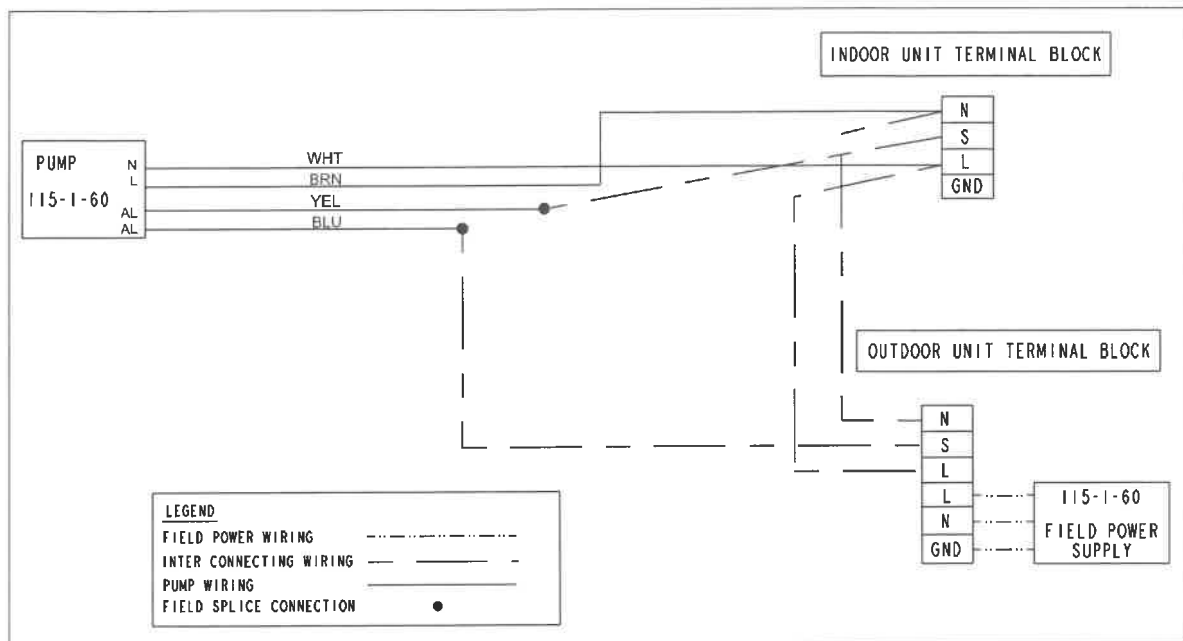 INDOOR UNIT TERMINAL BLOCK
N
S
L
GND
PUMP
115-1-60
N
L
AL
AL
WHT
BRN
YEL
BLU
OUTDOOR UNIT TERMINAL BLOCK
N
S
L
L
N
GND
115-1-60
FIELD POWER
SUPPLY
LEGEND
FIELD POWER WIRING
INTER CONNECTING WIRING
PUMP WIRING
FIELD SPLICE CONNECTION